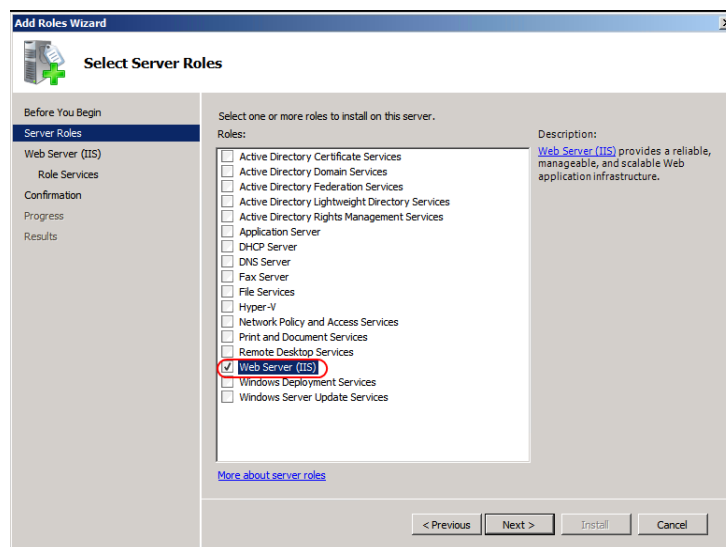 Add Roles Wizard
Select Server Roles
Before You Begin
Server Roles
Web Server (IIS)
Role Services
Confirmation
Progress
Results
Select one or more roles to install on this server.
Roles:
Active Directory Certificate Services
Active Directory Domain Services
Active Directory Federation Services
Active Directory Lightweight Directory Services
Active Directory Rights Management Services
Application Server
DHCP Server
DNS Server
Fax Server
File Services
Hyper-V
Network Policy and Access Services
Print and Document Services
Remote Desktop Services
Web Server (IIS)
Windows Deployment Services
Windows Server Update Services
More about server roles
Description:
Web Server (IIS) provides a reliable,
manageable, and scalable Web
application infrastructure.
< Previous
Next >
Install
Cancel